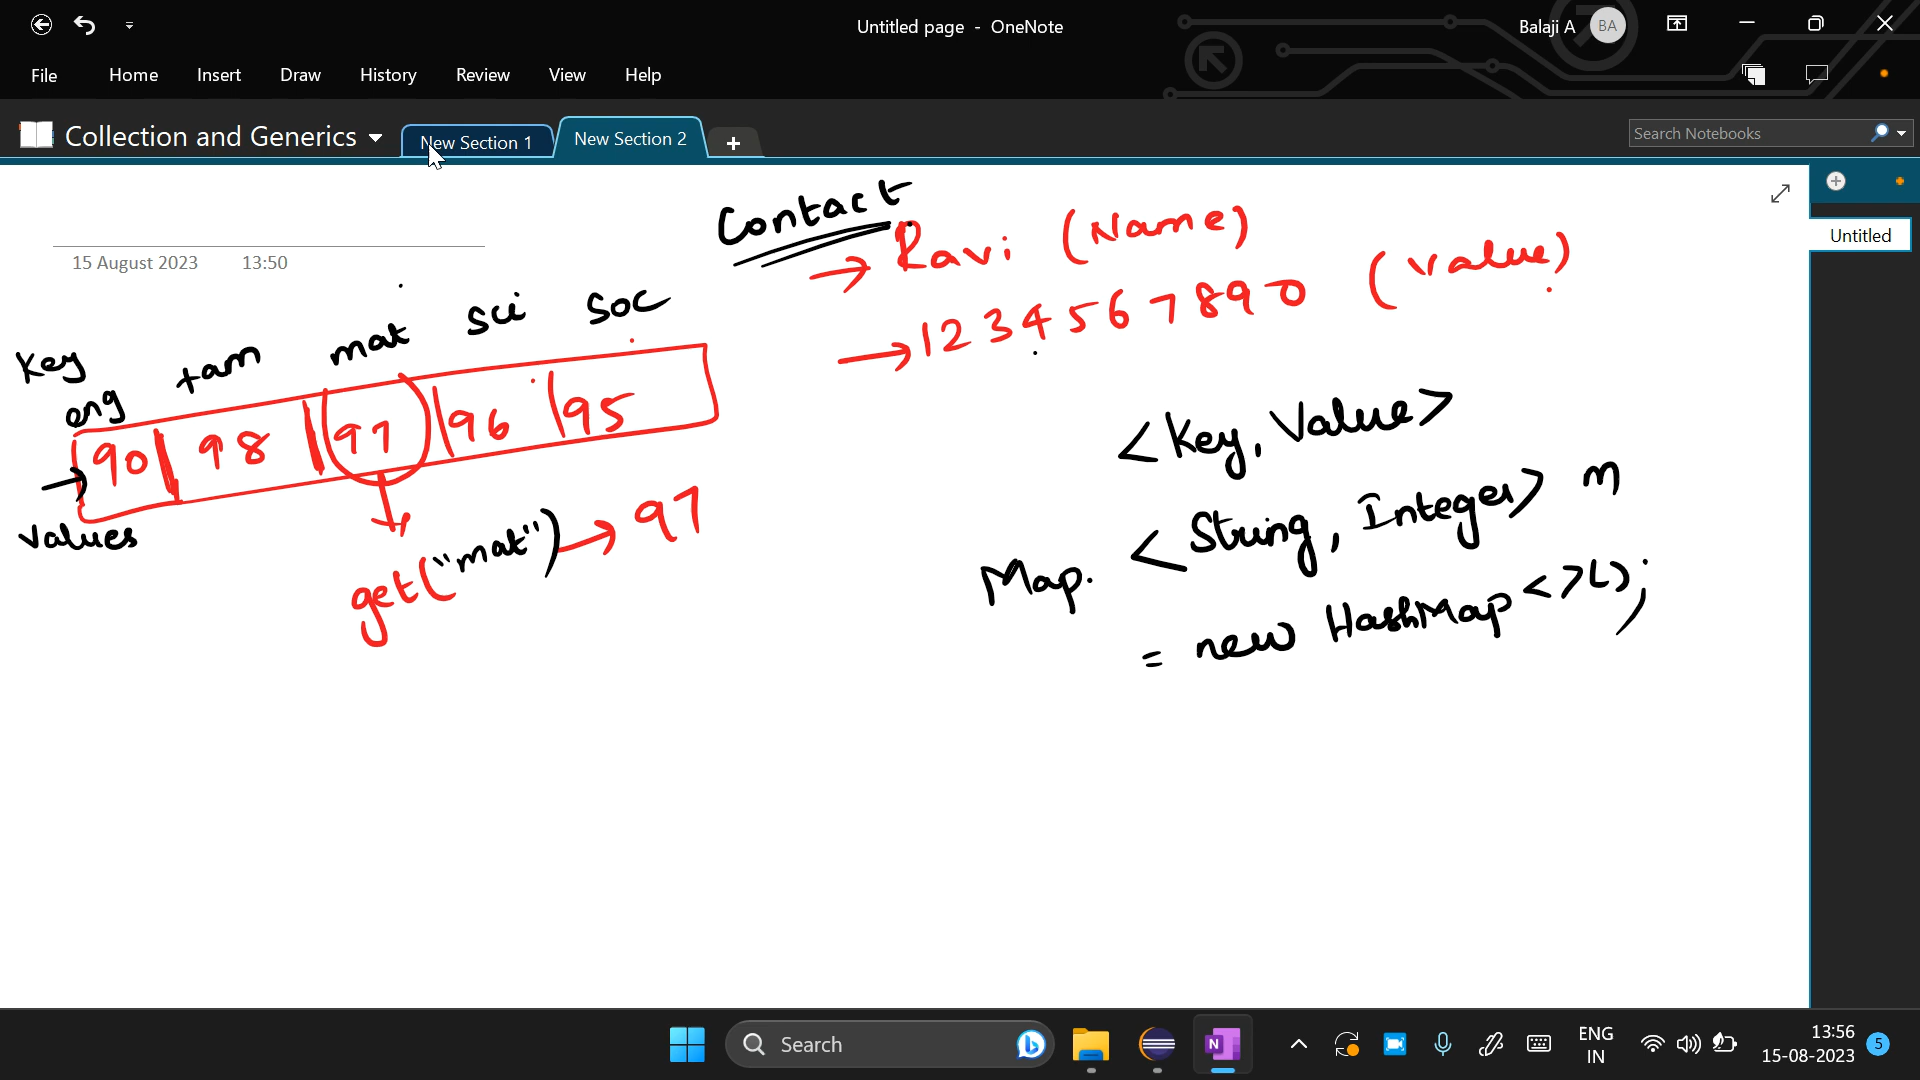 Untitled page - OneNote
Balaji A BA
File Home Insert Draw History Review View Help
Collection and Generics New Section 1 New Section 2 +
Search Notebooks
Untitled
15 August 2023 13:50
Contact
Ravi (Name)
1234567890 (Value)
Key
eng tam mat sci soc
90 98 97 96 95
Values
get("mat") → 97
<Key, Value>
Map <String, Integer> m
= new HashMap<>();
Search
N
ENG
IN
13:56
15-08-2023
5